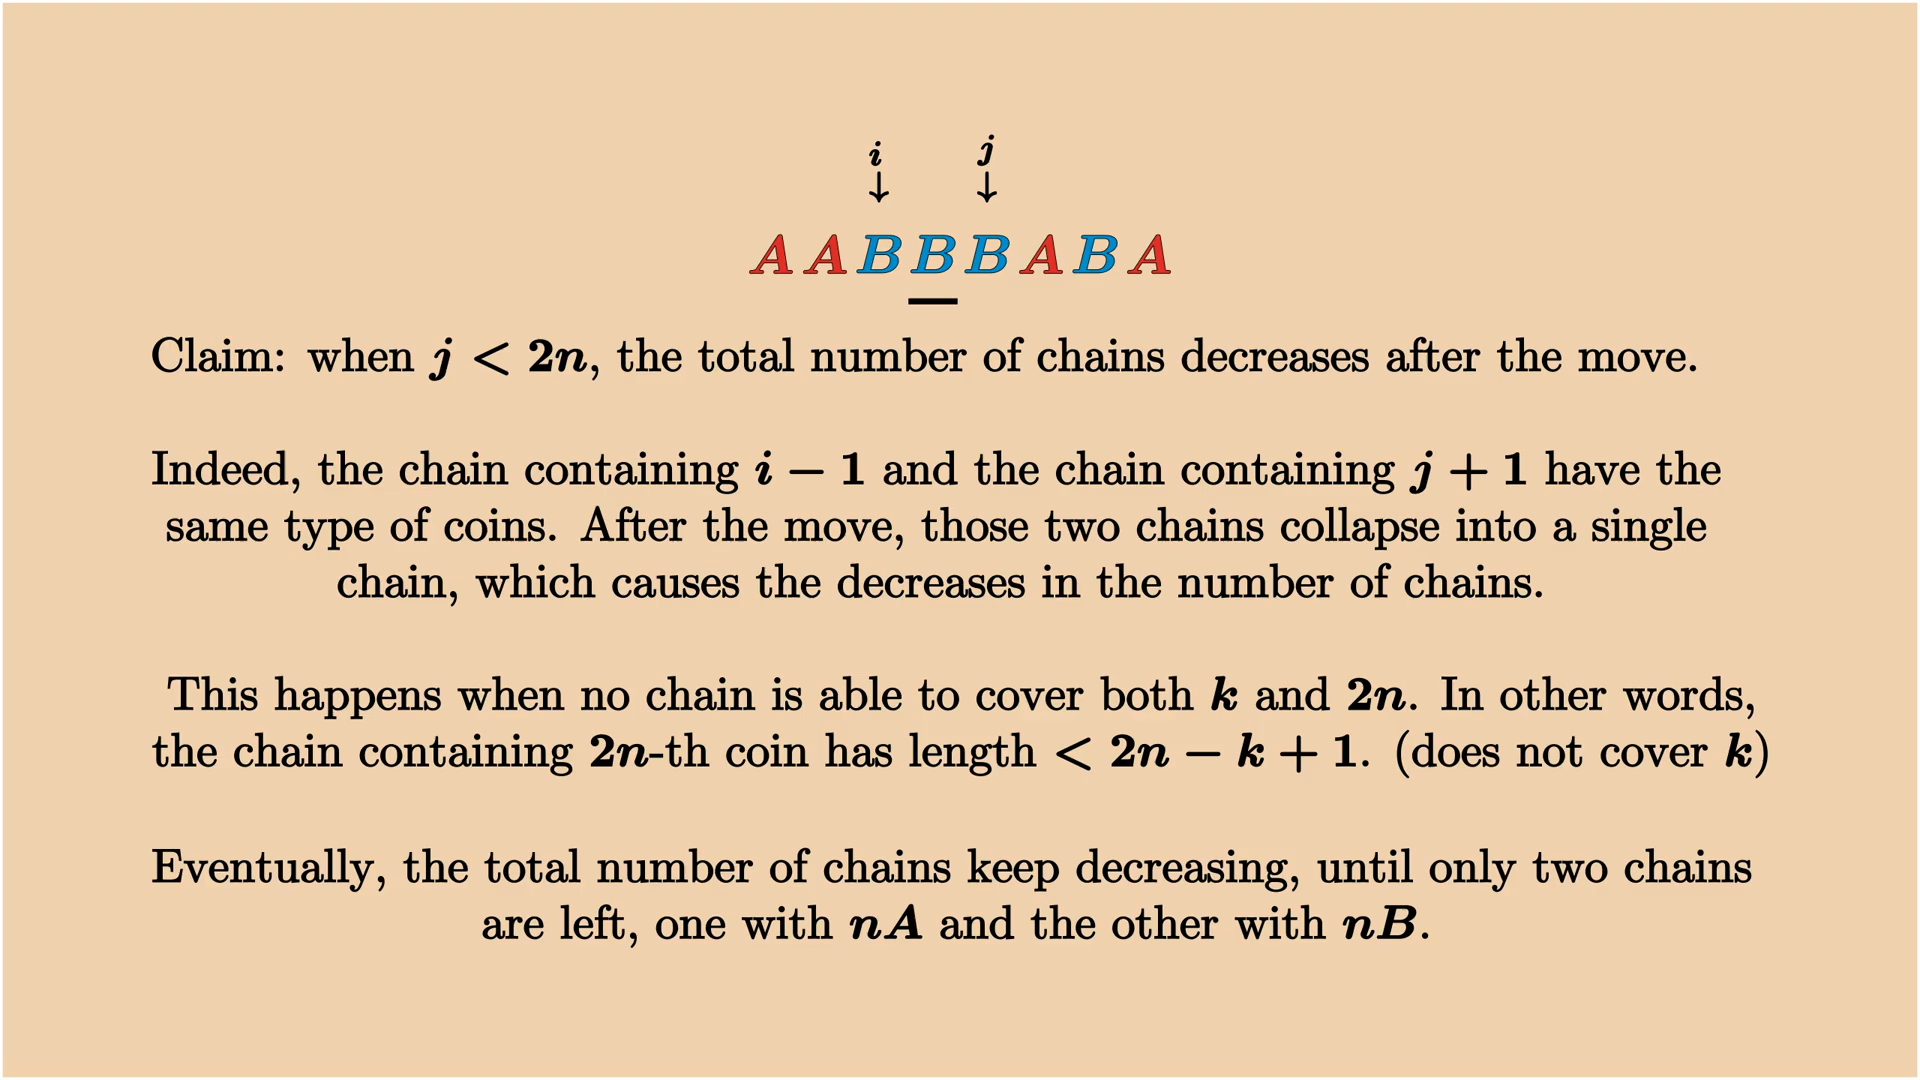 i j
↓ ↓
A A B B B A B A
Claim: when j < 2n, the total number of chains decreases after the move.
Indeed, the chain containing i − 1 and the chain containing j + 1 have the
same type of coins. After the move, those two chains collapse into a single
chain, which causes the decreases in the number of chains.
This happens when no chain is able to cover both k and 2n. In other words,
the chain containing 2n-th coin has length < 2n − k + 1. (does not cover k)
Eventually, the total number of chains keep decreasing, until only two chains
are left, one with nA and the other with nB.